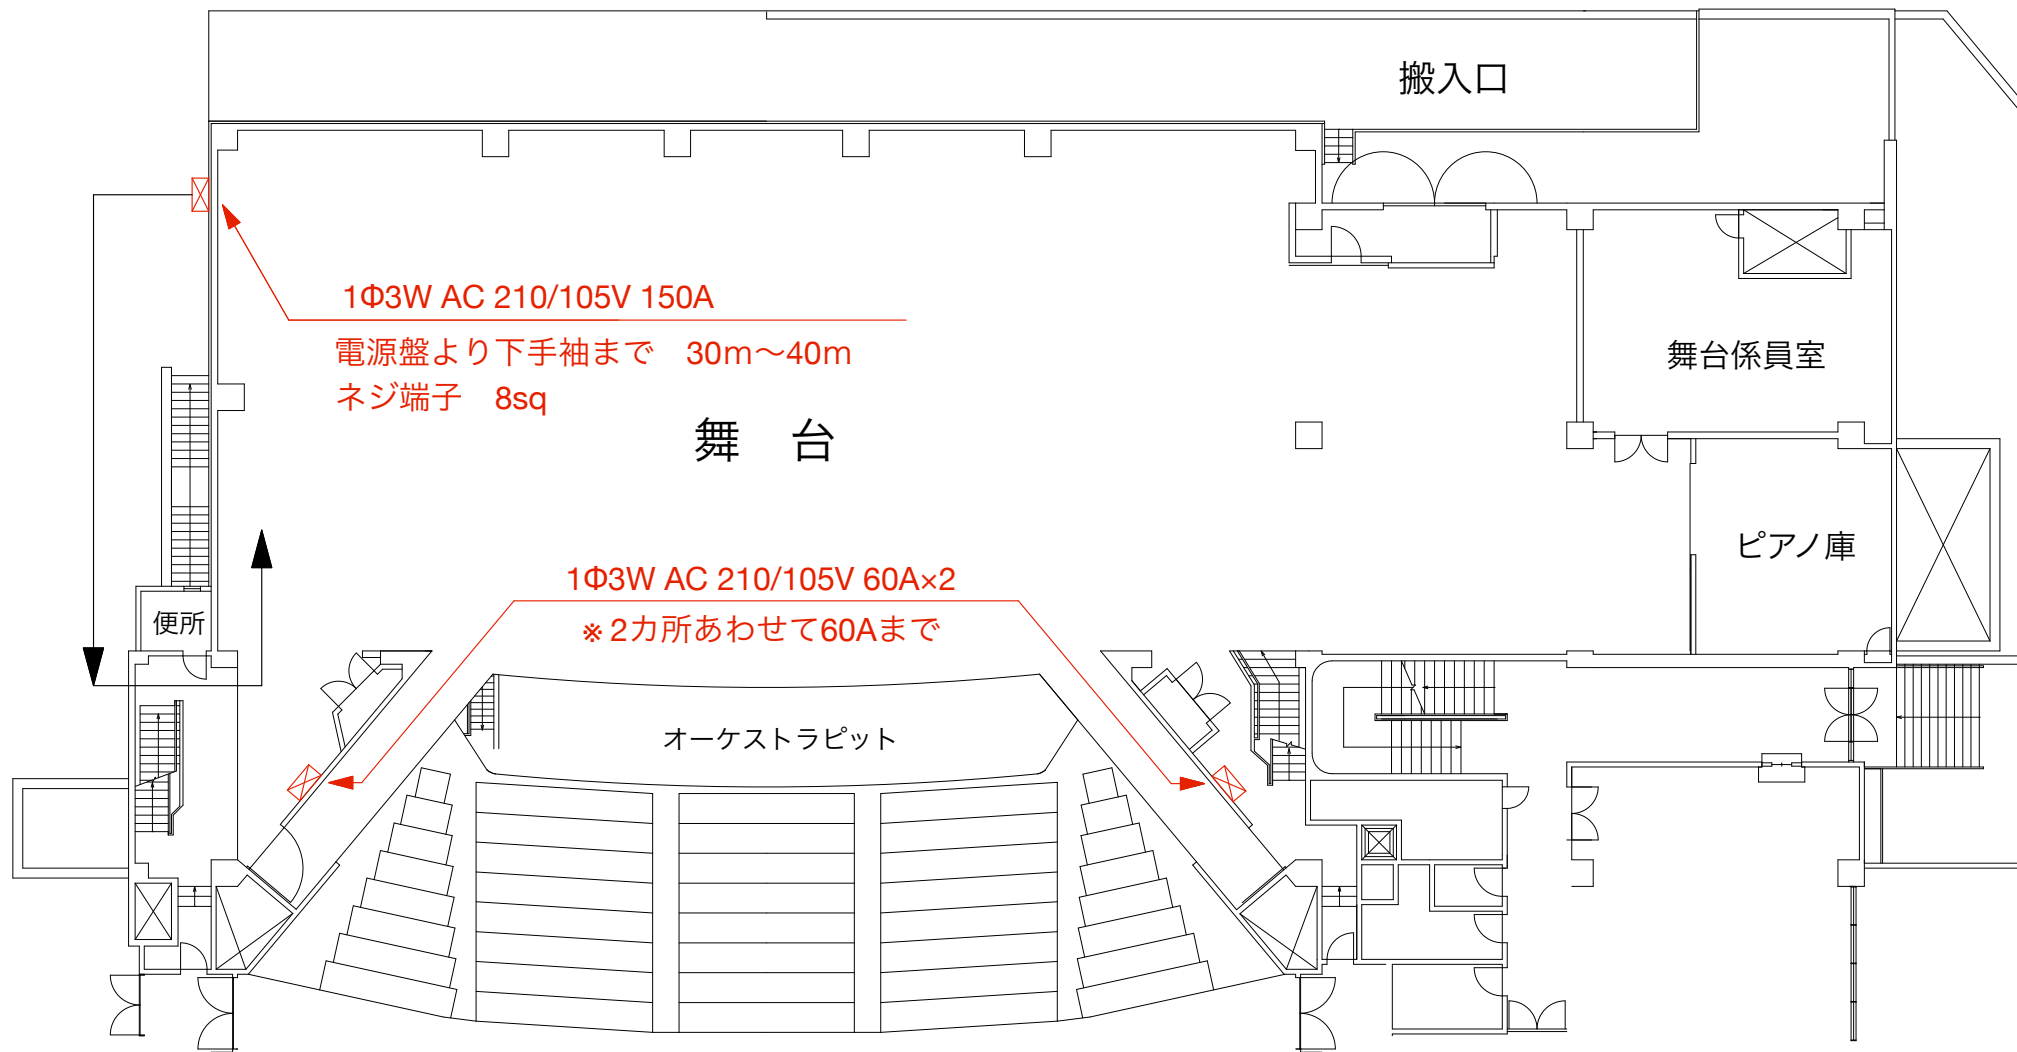 搬入口
1Φ3W AC 210/105V 150A
電源盤より下手袖まで　30m〜40m
ネジ端子　8sq
舞台係員室
舞　台
ピアノ庫
1Φ3W AC 210/105V 60A×2
※2カ所あわせて60Aまで
便所
オーケストラピット